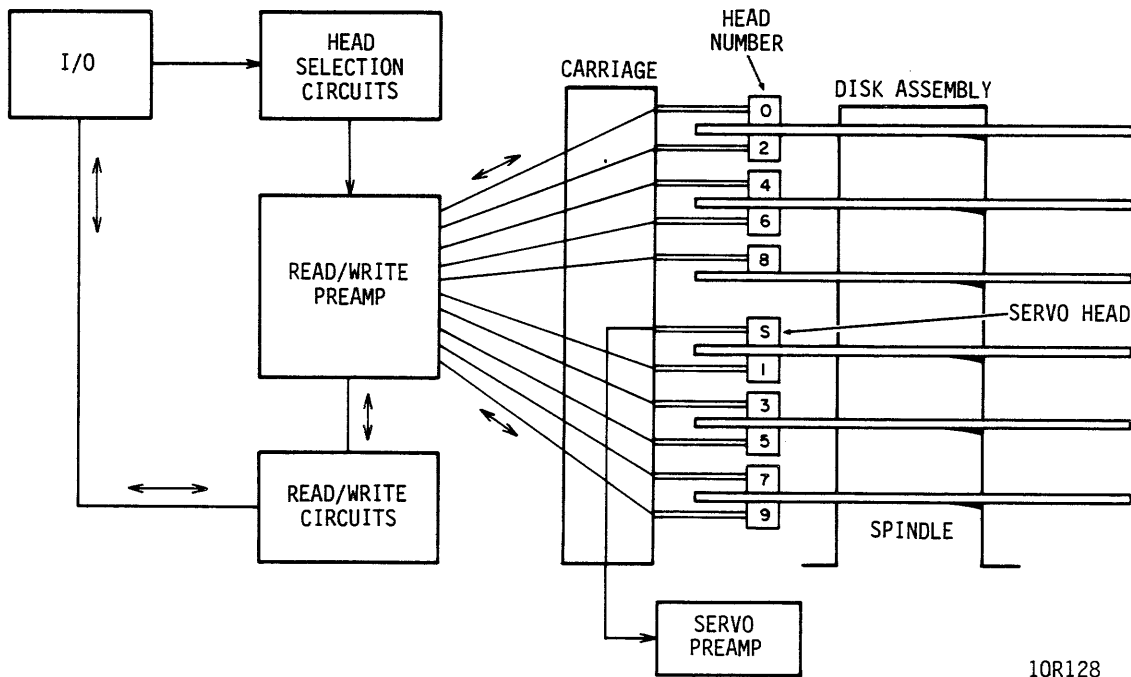 I/O
HEAD
SELECTION
CIRCUITS
HEAD
NUMBER
CARRIAGE
DISK ASSEMBLY
0
2
4
6
8
READ/WRITE
PREAMP
S
SERVO HEAD
1
3
5
7
9
READ/WRITE
CIRCUITS
SPINDLE
SERVO
PREAMP
10R128